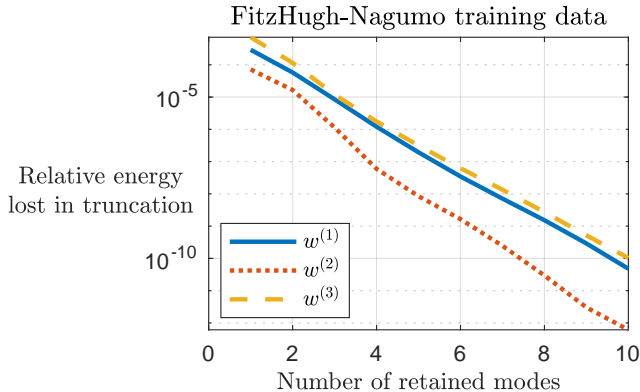 FitzHugh-Nagumo training data
10^{-5}
Relative energy
lost in truncation
w^{(1)}
w^{(2)}
w^{(3)}
10^{-10}
0 2 4 6 8 10
Number of retained modes